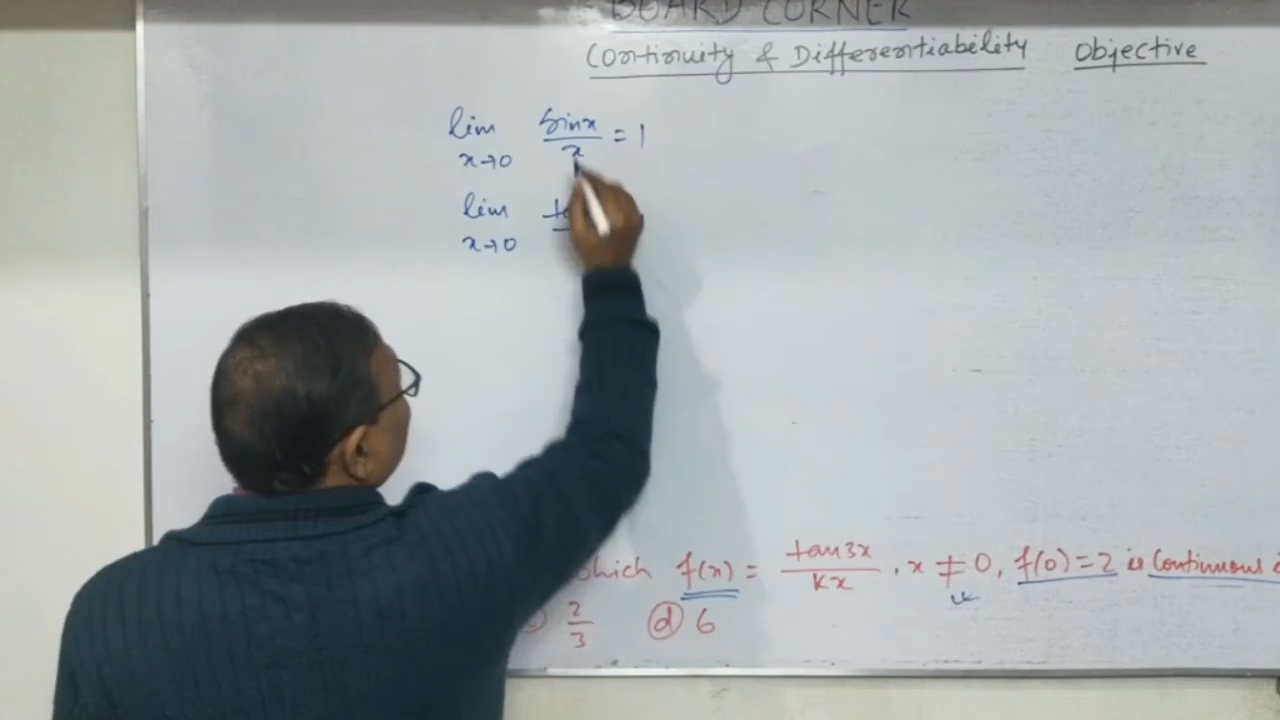 BOARD CORNER
Continuity & Differentiability Objective
lim sinx/x = 1
x→0
lim
x→0
which f(x) = tan3x/kx , x ≠ 0, f(0)=2 is continuous
2/3 (d) 6